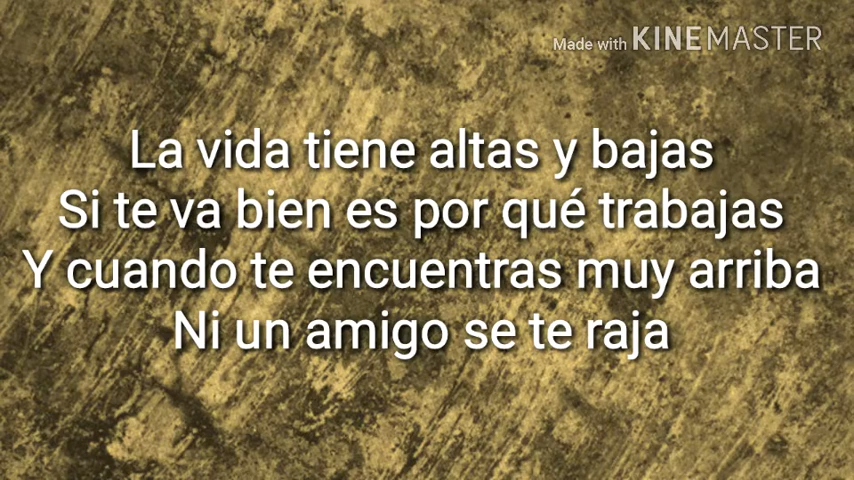 Made with KINEMASTER
La vida tiene altas y bajas
Si te va bien es por qué trabajas
Y cuando te encuentras muy arriba
Ni un amigo se te raja